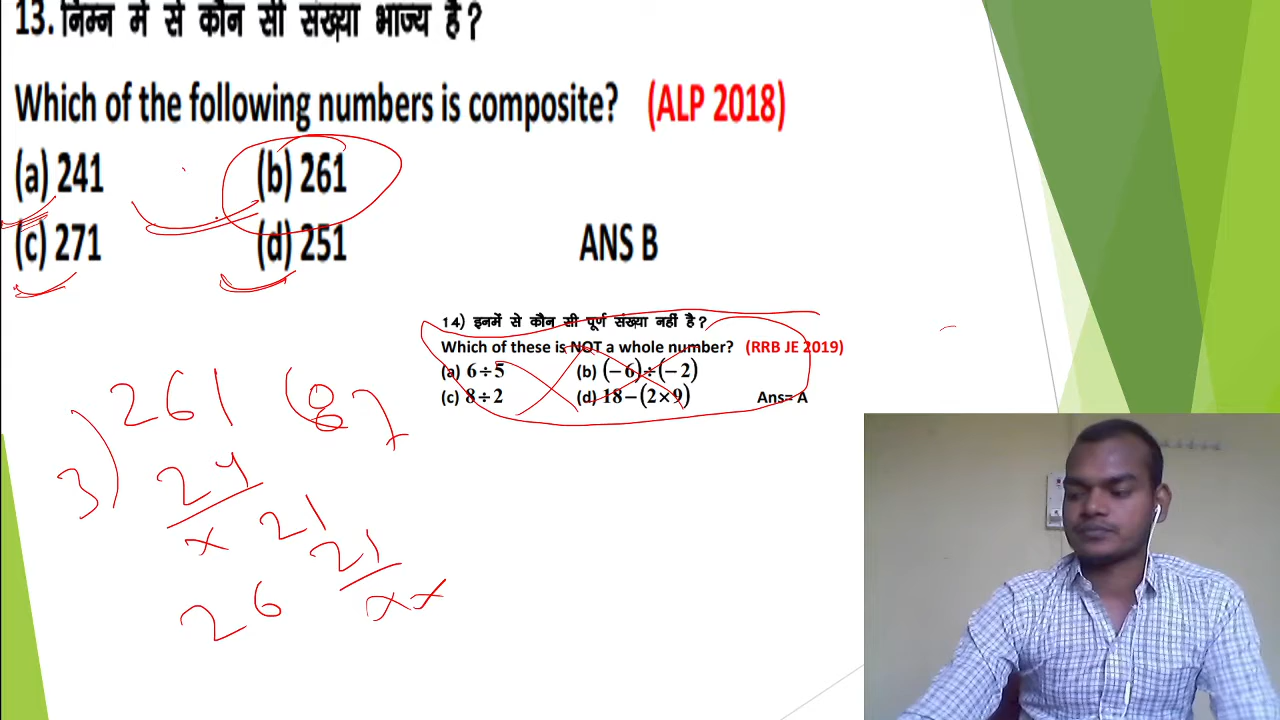 13. निम्न में से कौन सी संख्या भाज्य है?
Which of the following numbers is composite? (ALP 2018)
(a) 241 (b) 261
(c) 271 (d) 251 ANS B
14) इनमें से कौन सी पूर्ण संख्या नहीं है?
Which of these is NOT a whole number? (RRB JE 2019)
(a) 6÷5 (b) (−6)÷(−2)
(c) 8÷2 (d) 18−(2×9) Ans= A
3) 261 (87
24
x 21
21
xx
26